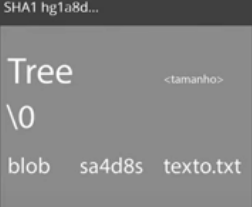 SHA1 hg1a8d...
Tree <tamanho>
\0
blob sa4d8s texto.txt